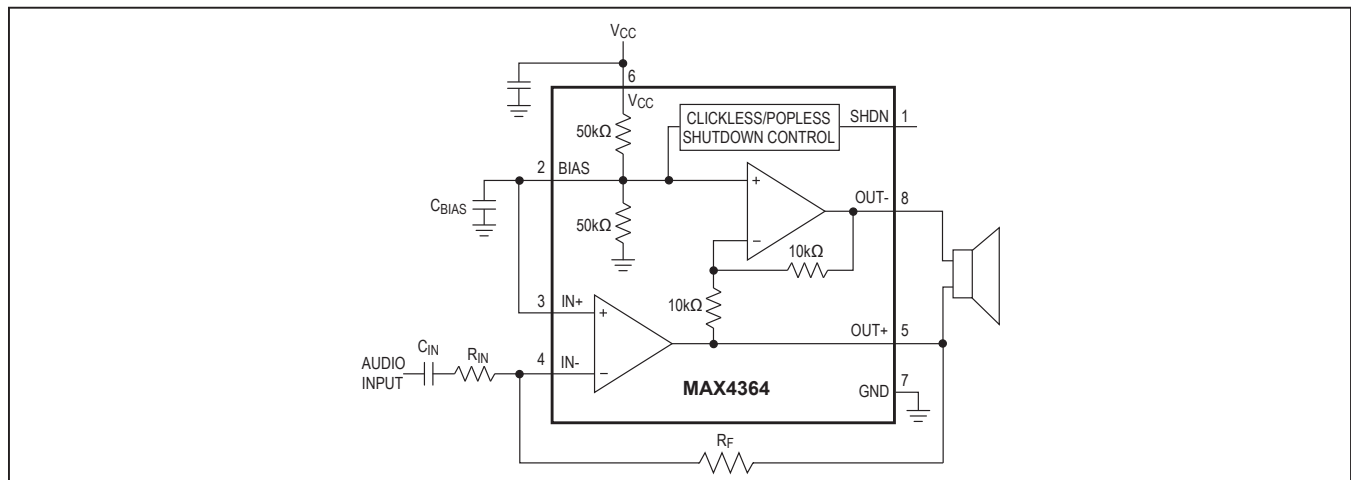 VCC
6
VCC
50kΩ
CLICKLESS/POPLESS
SHUTDOWN CONTROL
SHDN
1
2
BIAS
+
OUT-
8
CBIAS
50kΩ
−
10kΩ
10kΩ
3
IN+
+
OUT+
5
AUDIO
INPUT
CIN
RIN
4
IN-
−
MAX4364
GND
7
RF